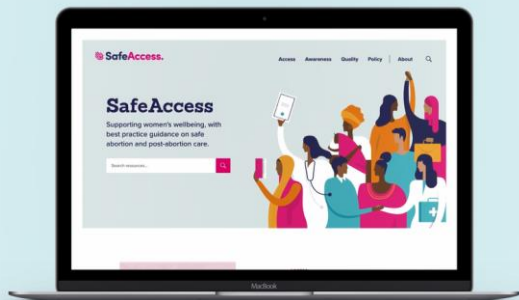 SafeAccess.
Access Awareness Quality Policy About
SafeAccess
Supporting women's wellbeing, with
best practice guidance on safe
abortion and post-abortion care.
Search resources...
MacBook